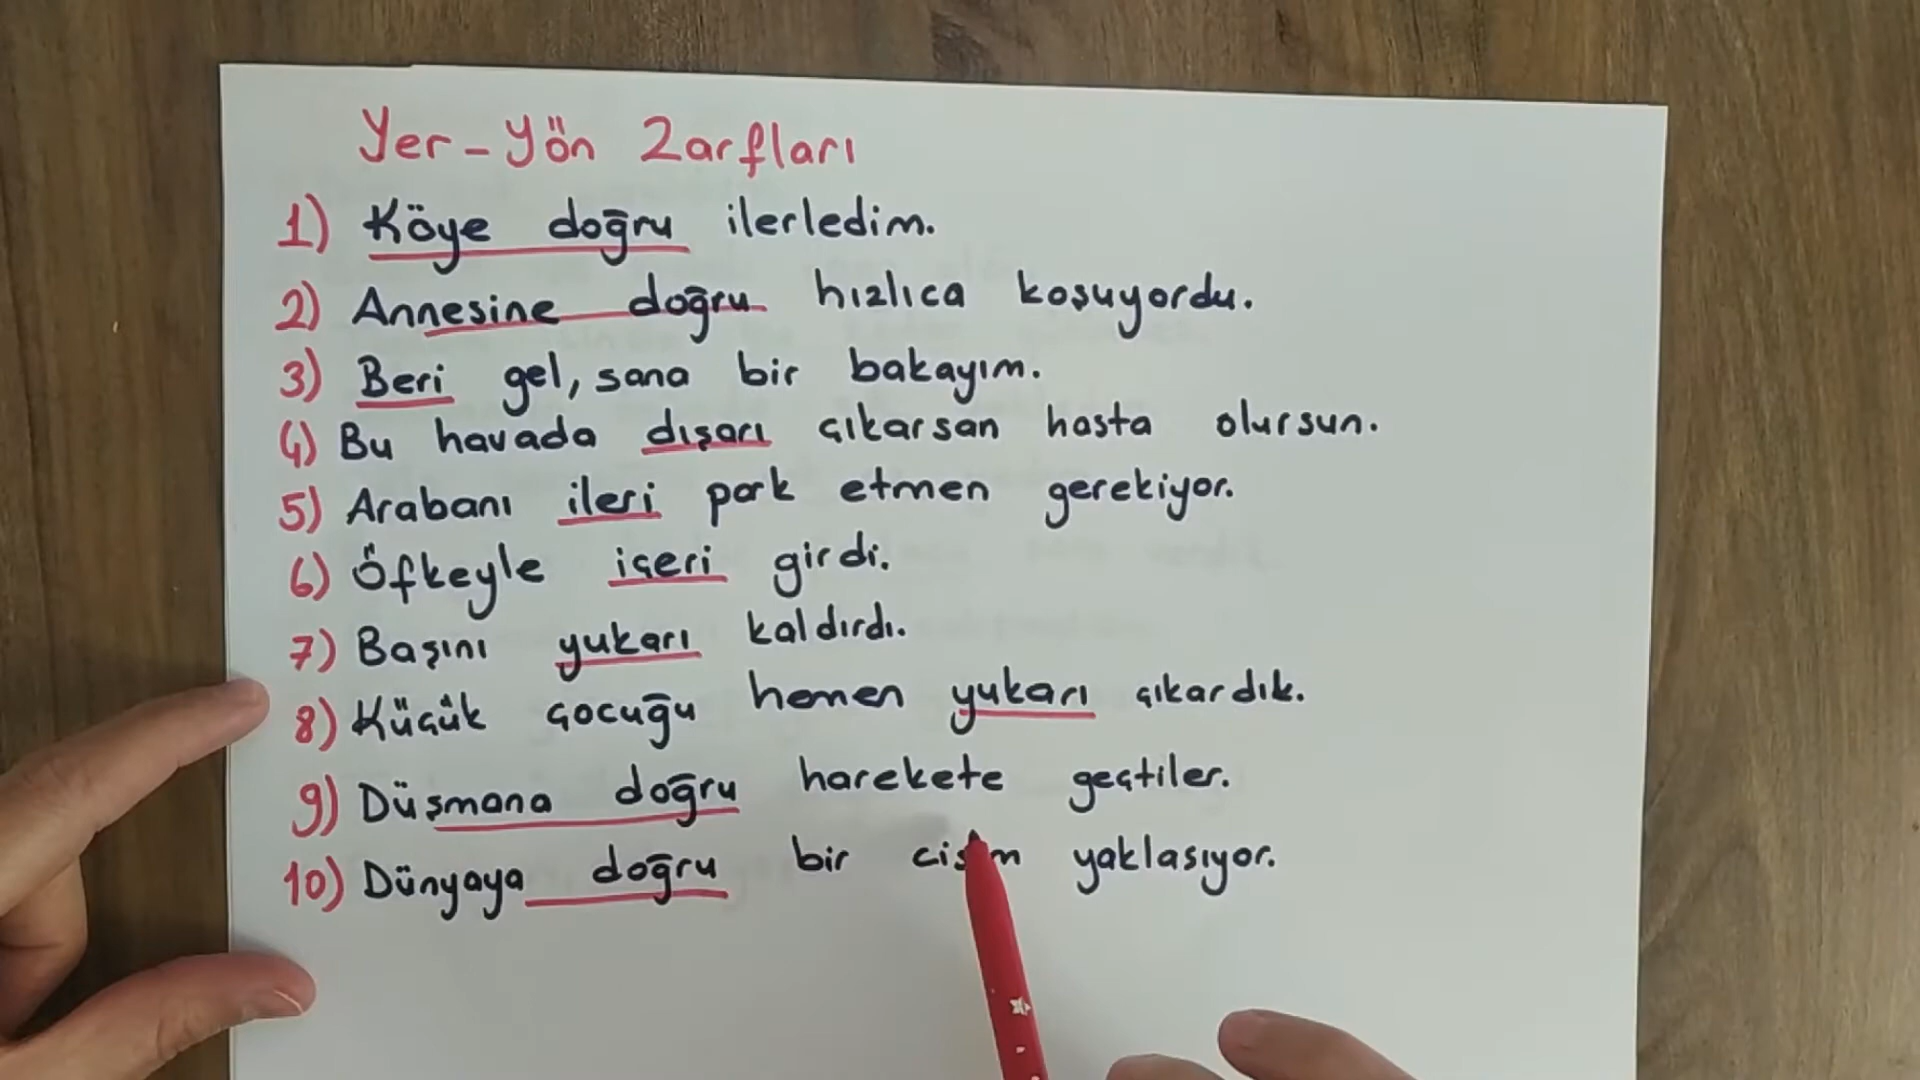 Yer-Yön Zarfları
1) Köye doğru ilerledim.
2) Annesine doğru hızlıca koşuyordu.
3) Beri gel, sana bir bakayım.
4) Bu havada dışarı çıkarsan hasta olursun.
5) Arabanı ileri park etmen gerekiyor.
6) Öfkeyle içeri girdi.
7) Başını yukarı kaldırdı.
8) Küçük çocuğu hemen yukarı çıkardık.
9) Düşmana doğru harekete geçtiler.
10) Dünyaya doğru bir cisim yaklasıyor.